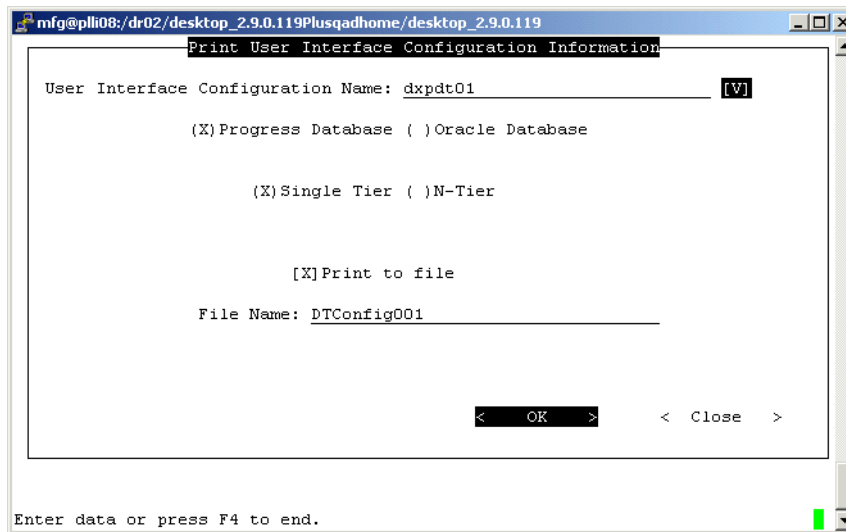 mfg@plli08:/dr02/desktop_2.9.0.119Plusqadhome/desktop_2.9.0.119
Print User Interface Configuration Information
User Interface Configuration Name: dxpdt01 [V]
(X)Progress Database ( )Oracle Database
(X)Single Tier ( )N-Tier
[X]Print to file
File Name: DTConfig001
< OK > < Close >
Enter data or press F4 to end.